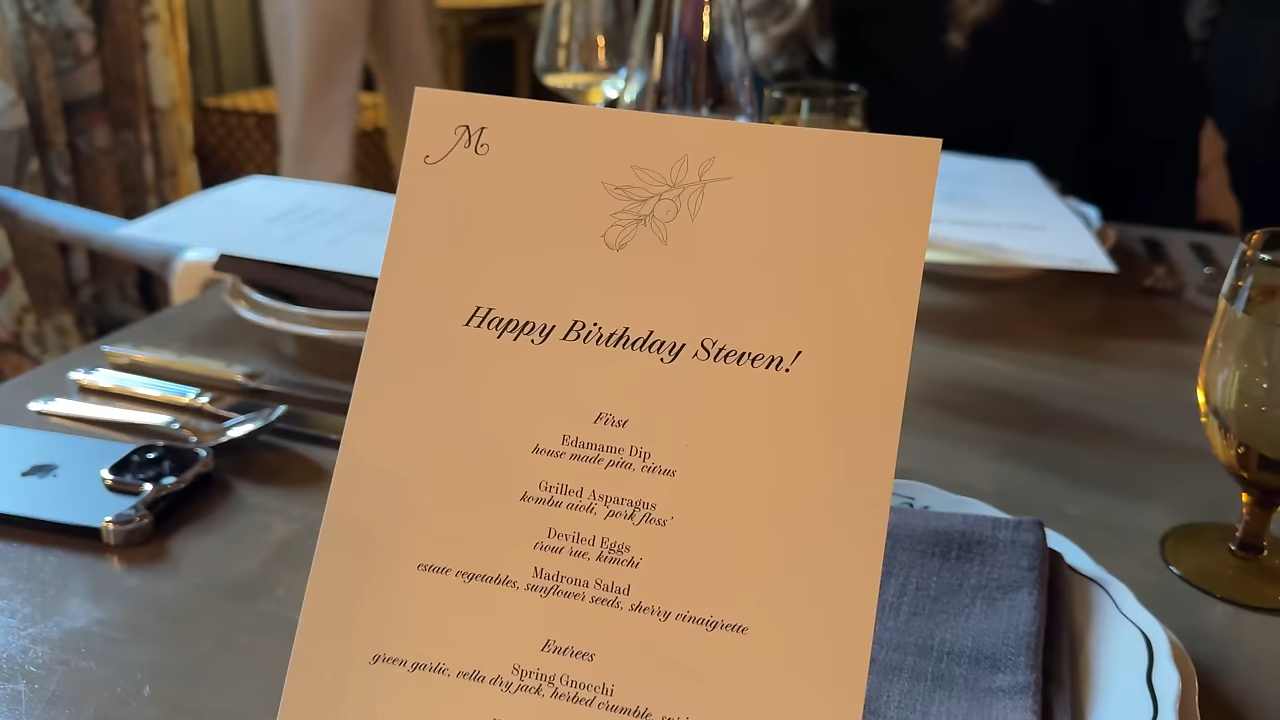 M
Happy Birthday Steven!
First
Edamame Dip
house made pita, citrus
Grilled Asparagus
kombu aioli, 'pork floss'
Deviled Eggs
trout rue, kimchi
Madrona Salad
estate vegetables, sunflower seeds, sherry vinaigrette
Entrees
Spring Gnocchi
green garlic, vella dry jack, herbed crumble,